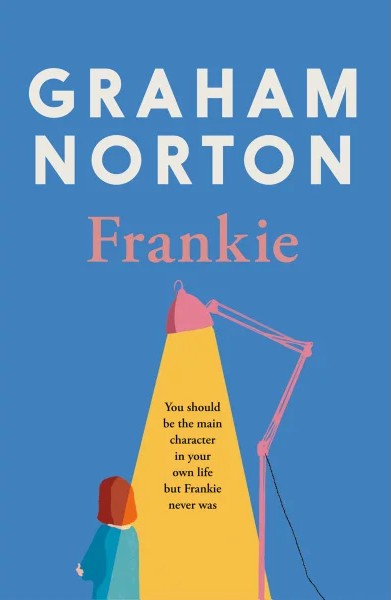 GRAHAM
NORTON
Frankie
You should
be the main
character
in your
own life
but Frankie
never was